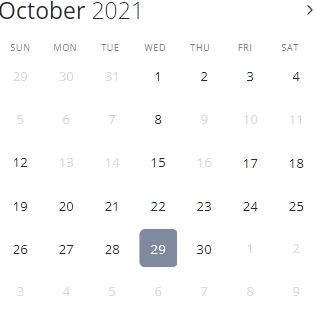 October 2021
SUN MON TUE WED THU FRI SAT
29 30 31 1 2 3 4
5 6 7 8 9 10 11
12 13 14 15 16 17 18
19 20 21 22 23 24 25
26 27 28 29 30 1 2
3 4 5 6 7 8 9